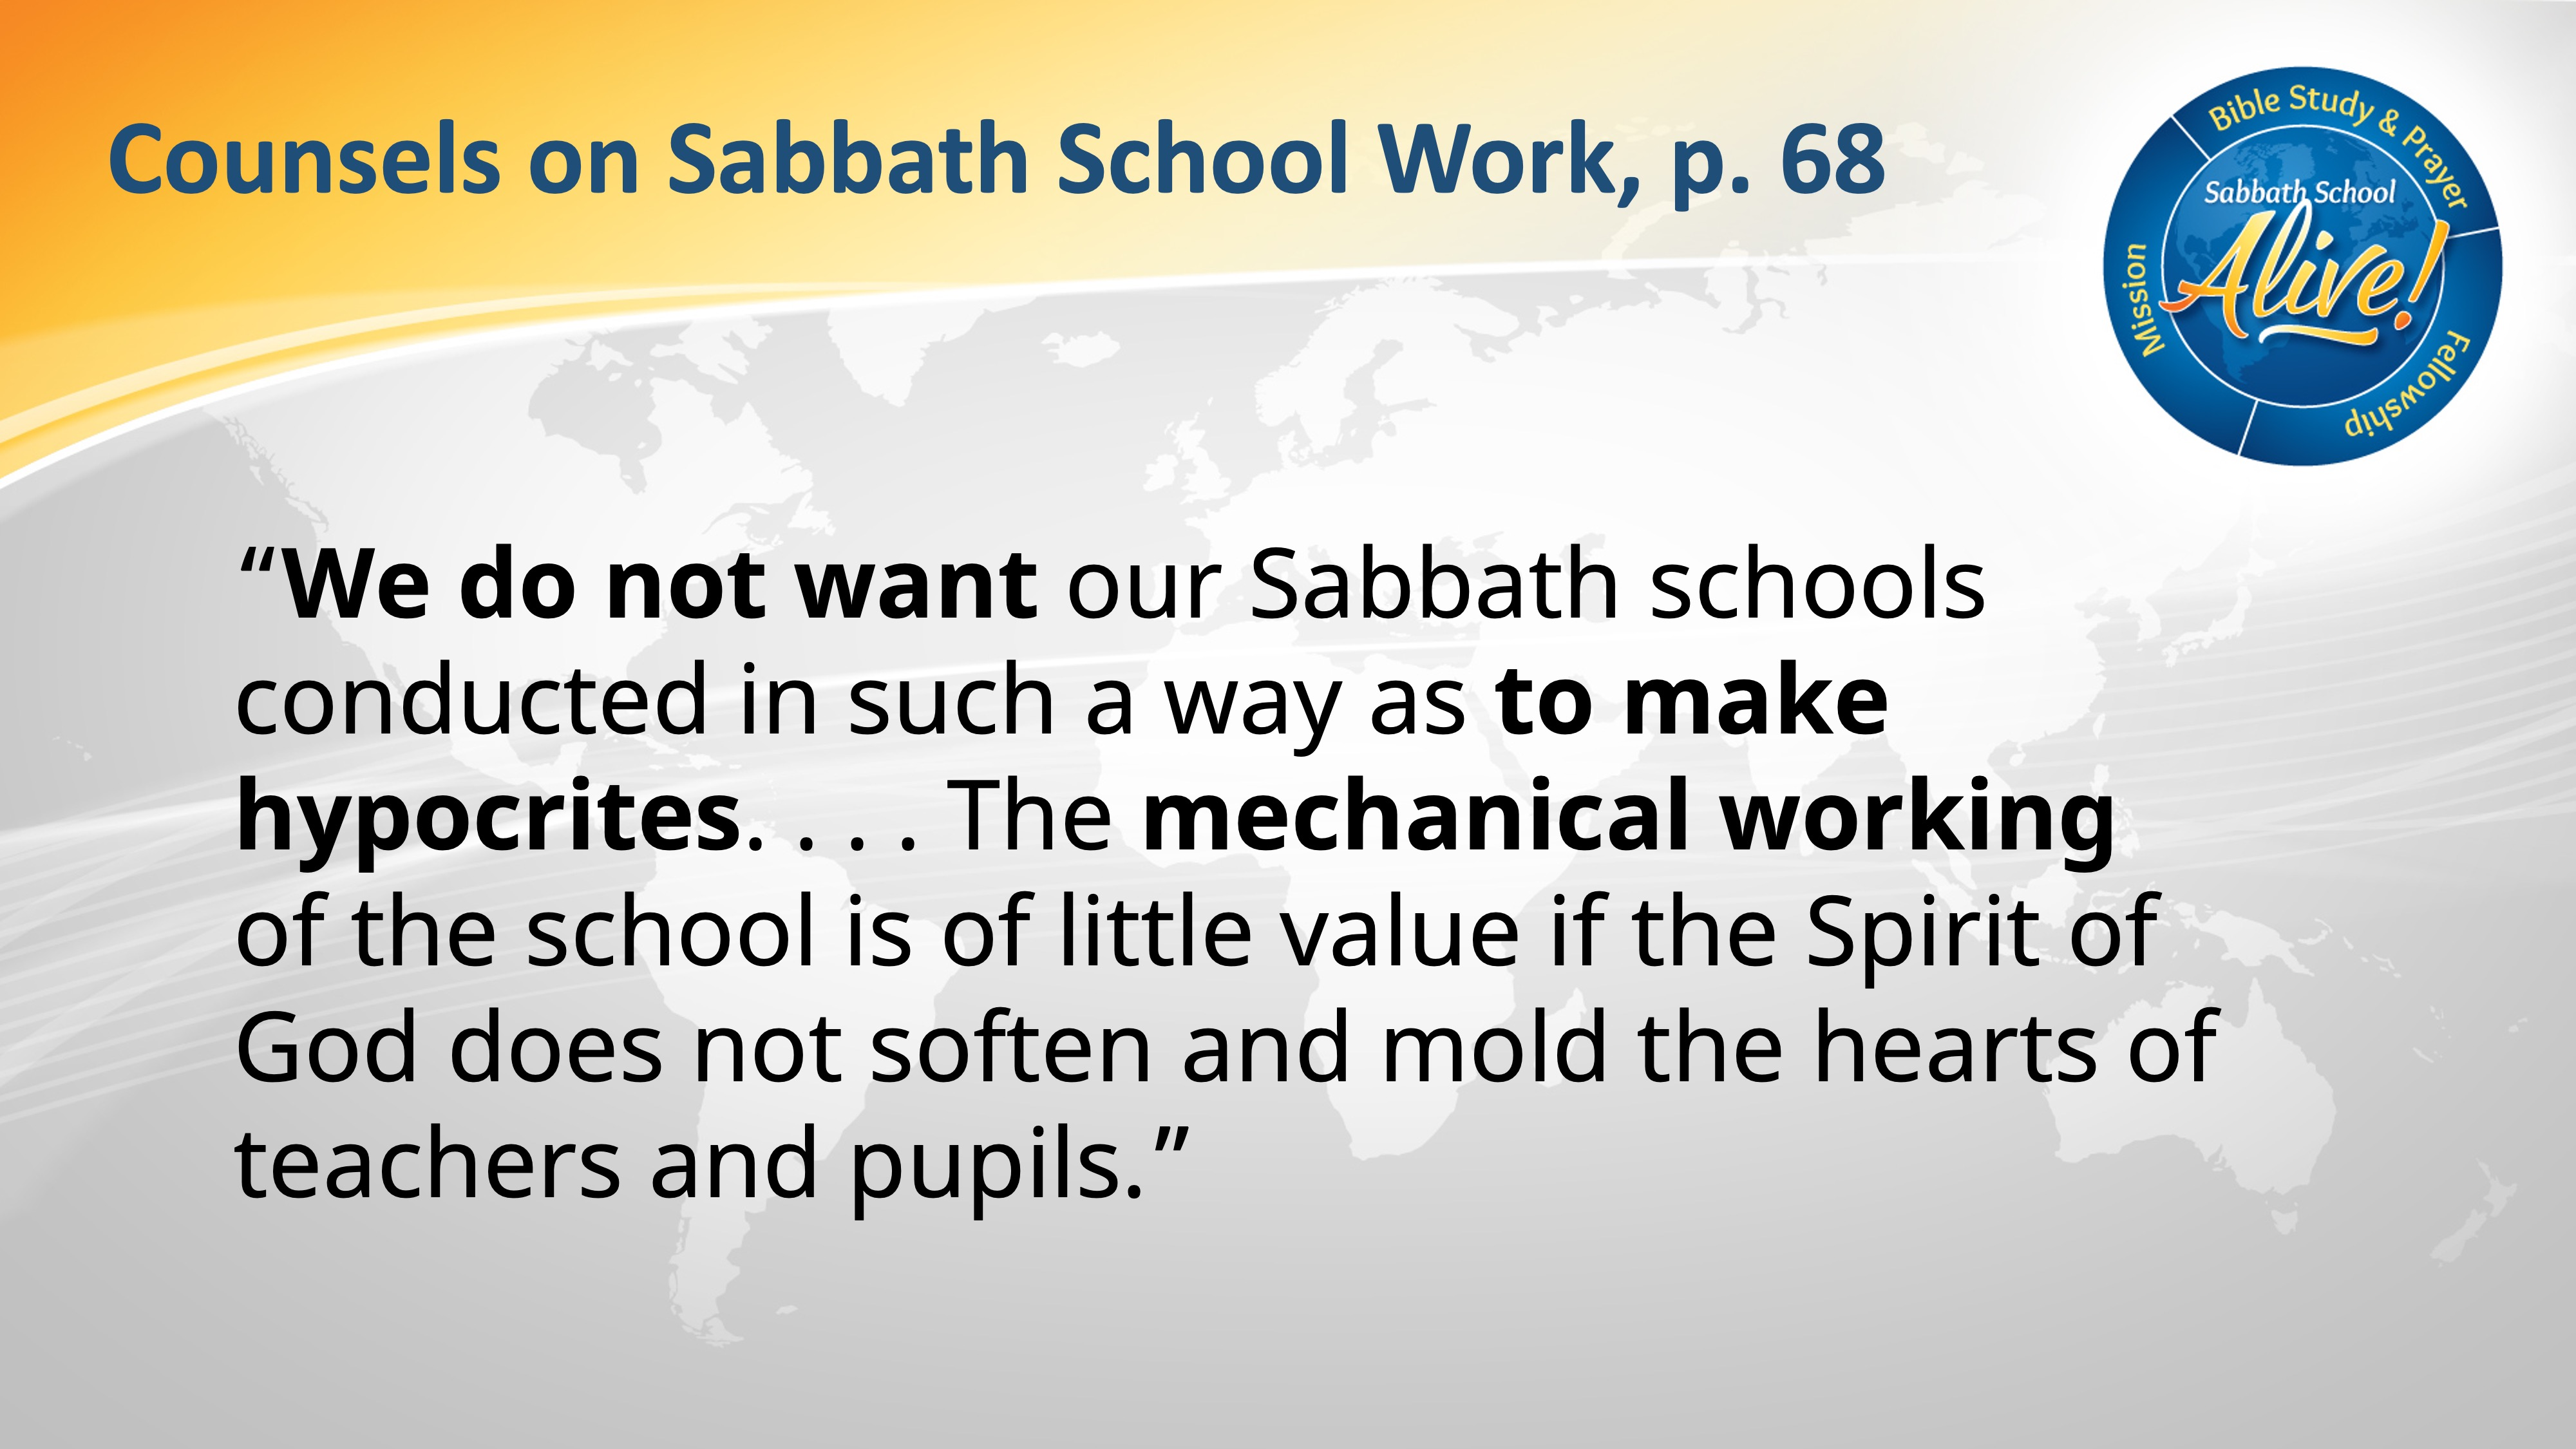 Counsels on Sabbath School Work, p. 68
Bible Study & Prayer
Sabbath School
Alive!
Mission
Fellowship
“We do not want our Sabbath schools
conducted in such a way as to make
hypocrites. . . . The mechanical working
of the school is of little value if the Spirit of
God does not soften and mold the hearts of
teachers and pupils.”